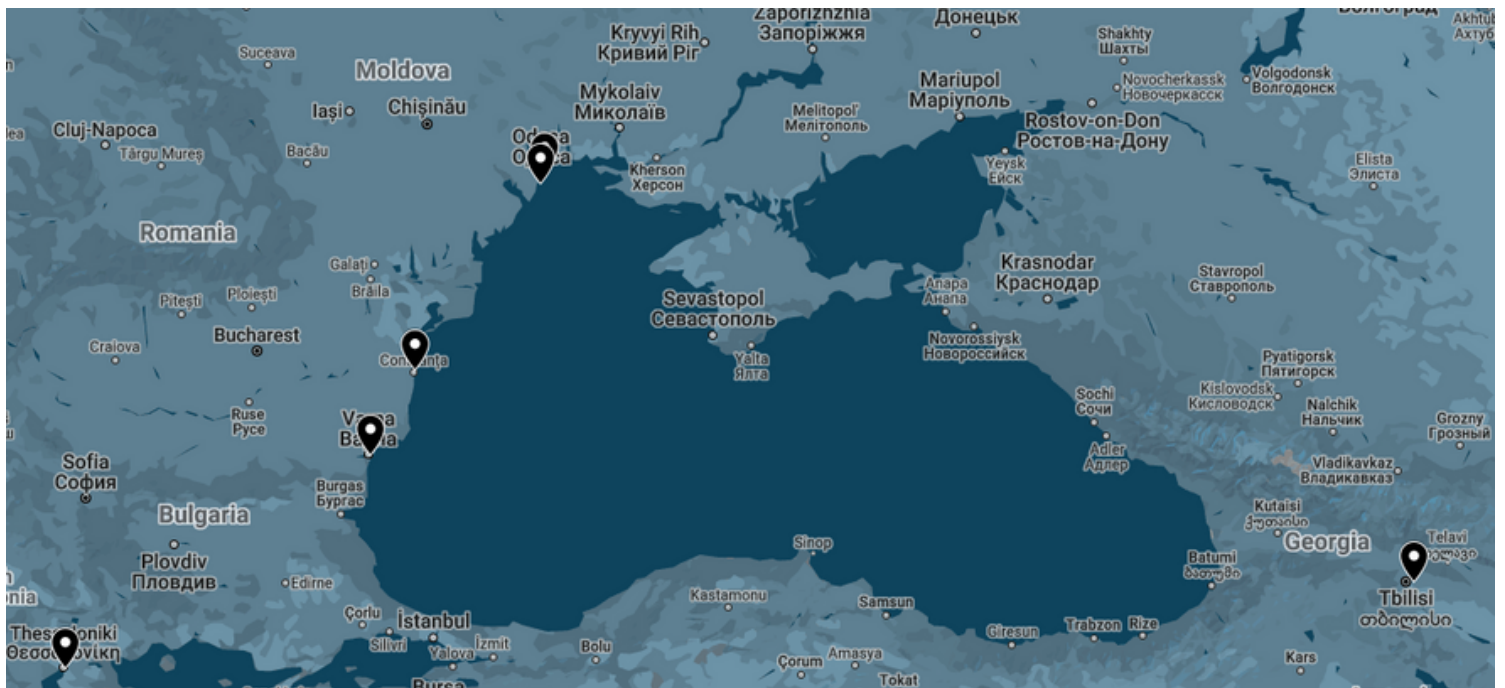 Zaporizhzhia
Запоріжжя
Донецьк
Волгоград
Kryvyi Rih
Кривий Ріг
Shakhty
Шахты
Suceava
Moldova
Volgodonsk
Волгодонск
Novocherkassk
Новочеркасск
Mariupol
Маріуполь
Mykolaiv
Миколаїв
Iași
Chișinău
Melitopol'
Мелітополь
Rostov-on-Don
Ростов-на-Дону
Cluj-Napoca
Târgu Mureș
Bacău
Kherson
Херсон
Yeysk
Ейск
Elista
Элиста
Romania
Galați
Brăila
Krasnodar
Краснодар
Stavropol
Ставрополь
Anapa
Анапа
Sevastopol
Севастополь
Ploiești
Pitești
Bucharest
Craiova
Novorossiysk
Новороссийск
Yalta
Ялта
Pyatigorsk
Пятигорск
Kislovodsk
Кисловодск
Sochi
Сочи
Nalchik
Нальчик
Ruse
Русе
Grozny
Грозный
Adler
Адлер
Vladikavkaz
Владикавказ
Sofia
София
Burgas
Бургас
Bulgaria
Kutaisi
ქუთაისი
Georgia
Telavi
Sinop
Plovdiv
Пловдив
Batumi
ბათუმი
Edirne
Tbilisi
თბილისი
Kastamonu
Samsun
Çorlu
İstanbul
Giresun
Trabzon
Rize
Silivri
Yalova
İzmit
Bolu
Amasya
Çorum
Tokat
Kars
Bursa